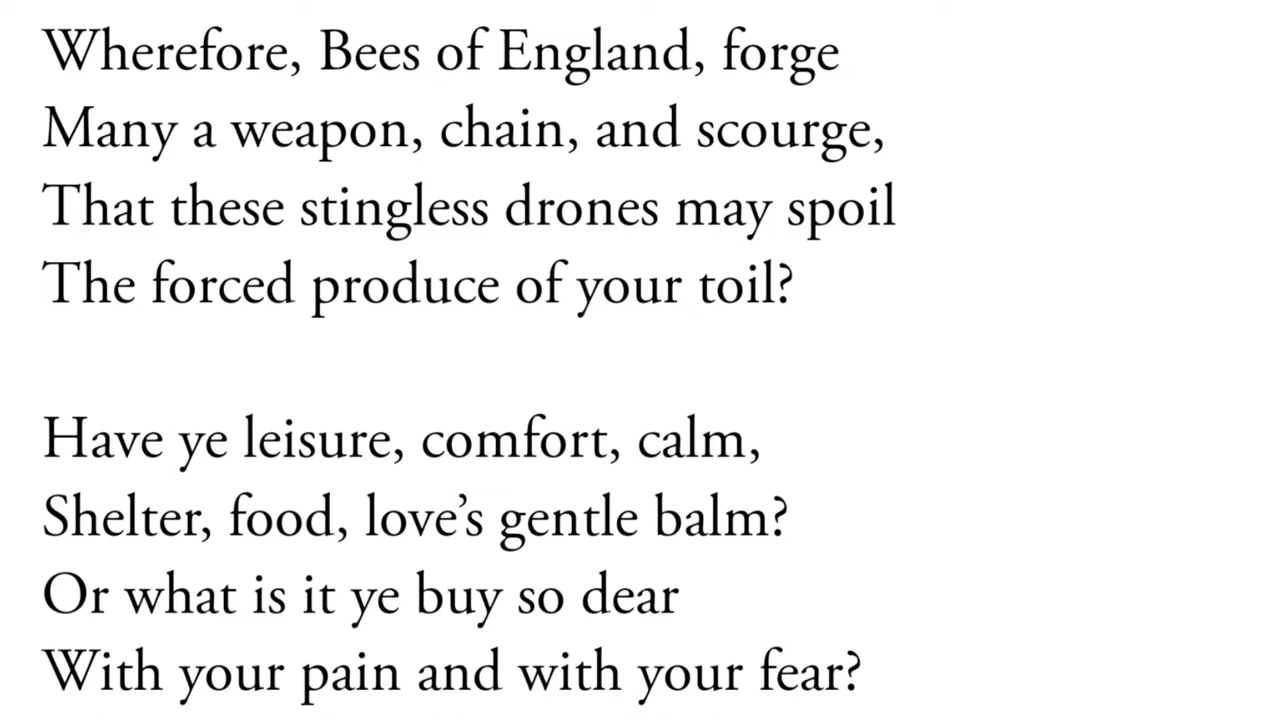 Wherefore, Bees of England, forge
Many a weapon, chain, and scourge,
That these stingless drones may spoil
The forced produce of your toil?
Have ye leisure, comfort, calm,
Shelter, food, love’s gentle balm?
Or what is it ye buy so dear
With your pain and with your fear?